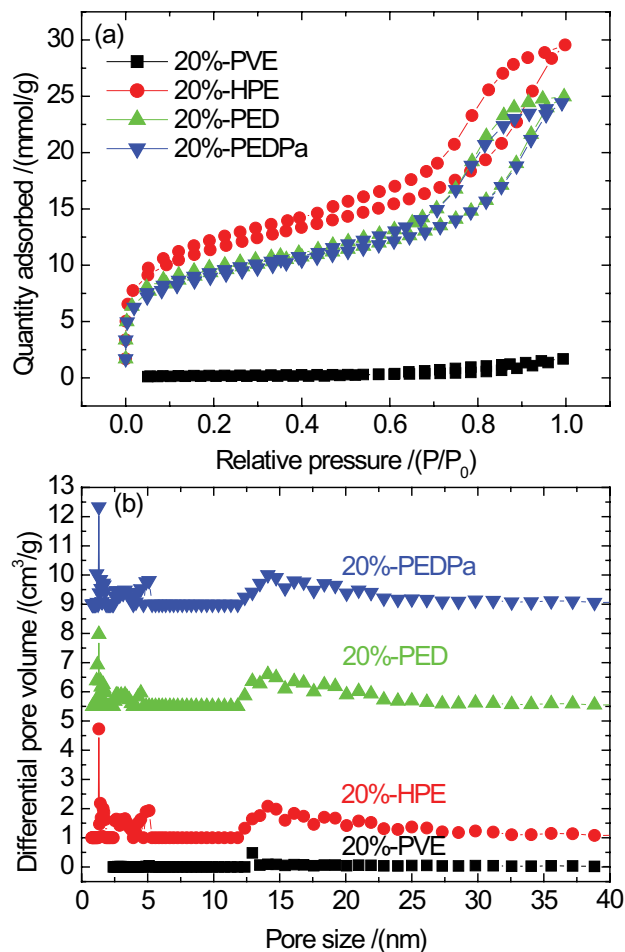 (a)
20%-PVE
20%-HPE
20%-PED
20%-PEDPa
30
25
20
15
10
5
0
Quantity adsorbed /(mmol/g)
0.0 0.2 0.4 0.6 0.8 1.0
Relative pressure /(P/P₀)
(b)
13
12
11
10
9
8
7
6
5
4
3
2
1
0
Differential pore volume /(cm³/g)
20%-PEDPa
20%-PED
20%-HPE
20%-PVE
0 5 10 15 20 25 30 35 40
Pore size /(nm)